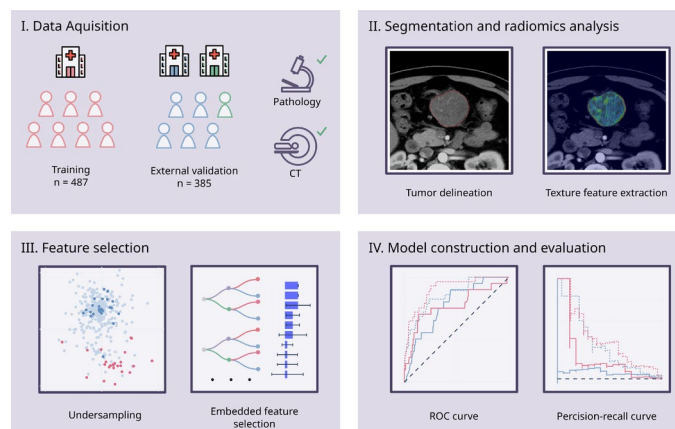 I. Data Aquisition
Training
n = 487
External validation
n = 385
Pathology
CT
II. Segmentation and radiomics analysis
Tumor delineation
Texture feature extraction
III. Feature selection
Undersampling
Embedded feature
selection
IV. Model construction and evaluation
ROC curve
Percision-recall curve